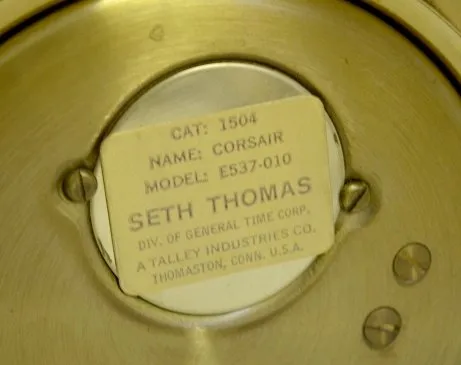 CAT: 1504
NAME: CORSAIR
MODEL: E537-010
SETH THOMAS
DIV. OF GENERAL TIME CORP.
A TALLEY INDUSTRIES CO.
THOMASTON, CONN. U.S.A.